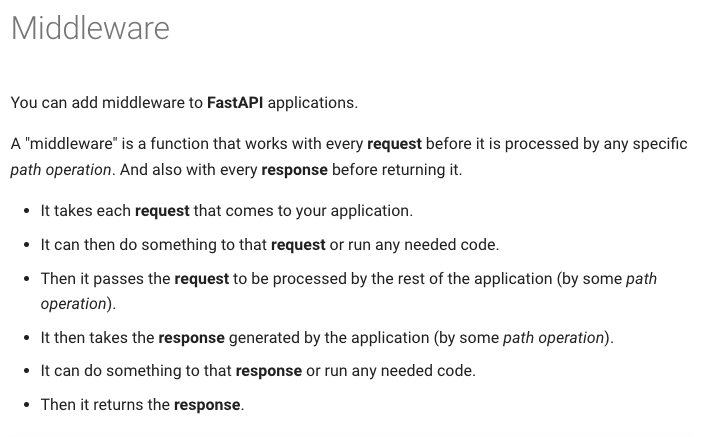 Middleware
You can add middleware to FastAPI applications.
A "middleware" is a function that works with every request before it is processed by any specific
path operation. And also with every response before returning it.
• It takes each request that comes to your application.
• It can then do something to that request or run any needed code.
• Then it passes the request to be processed by the rest of the application (by some path
operation).
• It then takes the response generated by the application (by some path operation).
• It can do something to that response or run any needed code.
• Then it returns the response.